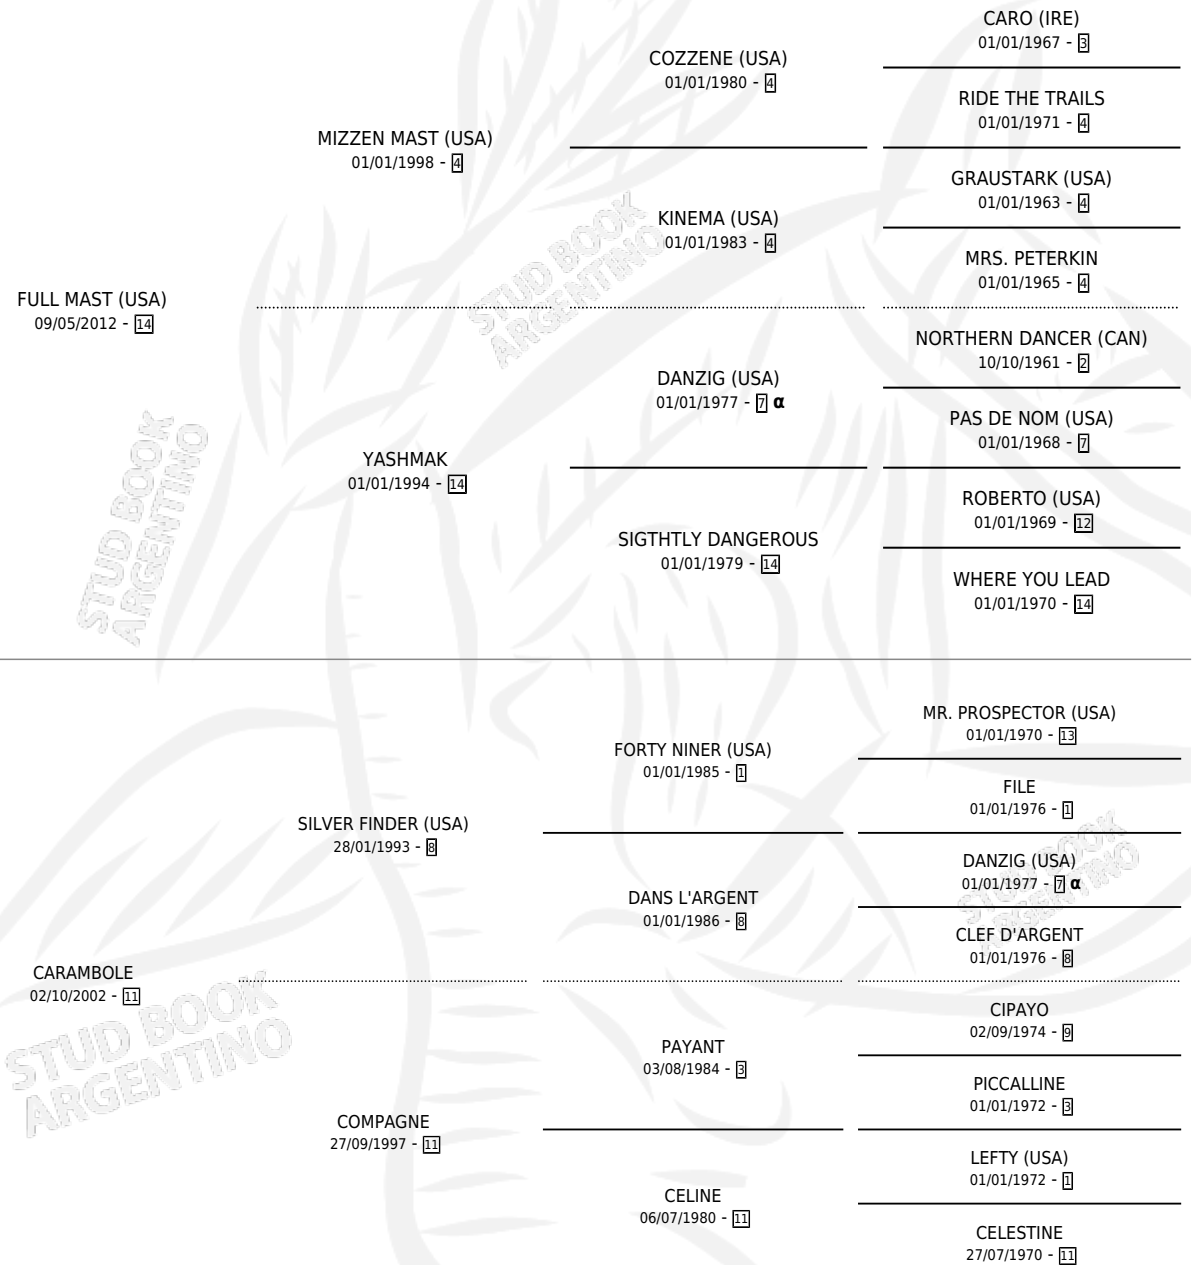 CARO (IRE)
01/01/1967 - 3
COZZENE (USA)
01/01/1980 - 4
RIDE THE TRAILS
01/01/1971 - 4
MIZZEN MAST (USA)
01/01/1998 - 4
GRAUSTARK (USA)
01/01/1963 - 4
KINEMA (USA)
01/01/1983 - 4
MRS. PETERKIN
01/01/1965 - 4
FULL MAST (USA)
09/05/2012 - 14
NORTHERN DANCER (CAN)
10/10/1961 - 2
DANZIG (USA)
01/01/1977 - 7 α
PAS DE NOM (USA)
01/01/1968 - 7
YASHMAK
01/01/1994 - 14
ROBERTO (USA)
01/01/1969 - 12
SIGTHTLY DANGEROUS
01/01/1979 - 14
WHERE YOU LEAD
01/01/1970 - 14
MR. PROSPECTOR (USA)
01/01/1970 - 13
FORTY NINER (USA)
01/01/1985 - 1
FILE
01/01/1976 - 1
SILVER FINDER (USA)
28/01/1993 - 8
DANZIG (USA)
01/01/1977 - 7 α
DANS L'ARGENT
01/01/1986 - 8
CLEF D'ARGENT
01/01/1976 - 8
CARAMBOLE
02/10/2002 - 11
CIPAYO
02/09/1974 - 9
PAYANT
03/08/1984 - 3
PICCALLINE
01/01/1972 - 3
COMPAGNE
27/09/1997 - 11
LEFTY (USA)
01/01/1972 - 1
CELINE
06/07/1980 - 11
CELESTINE
27/07/1970 - 11
STUD BOOK
ARGENTINO
STUD BOOK
ARGENTINO
STUD BOOK
ARGENTINO
STUD BOOK
ARGENTINO